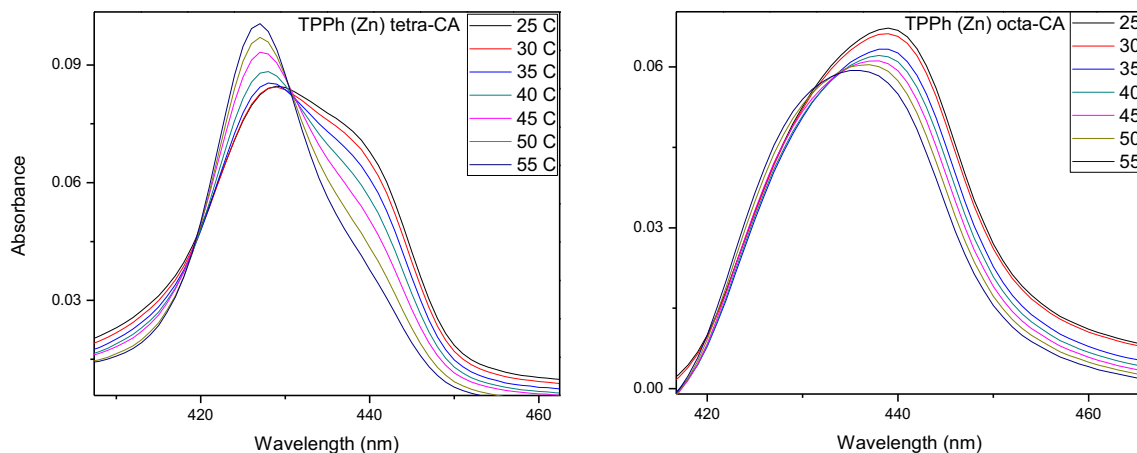 TPPh (Zn) tetra-CA
25 C
30 C
35 C
40 C
45 C
50 C
55 C
0.09
0.06
0.03
Absorbance
420
440
460
Wavelength (nm)
TPPh (Zn) octa-CA
25
30
35
40
45
50
55
0.06
0.03
0.00
420
440
460
Wavelength (nm)